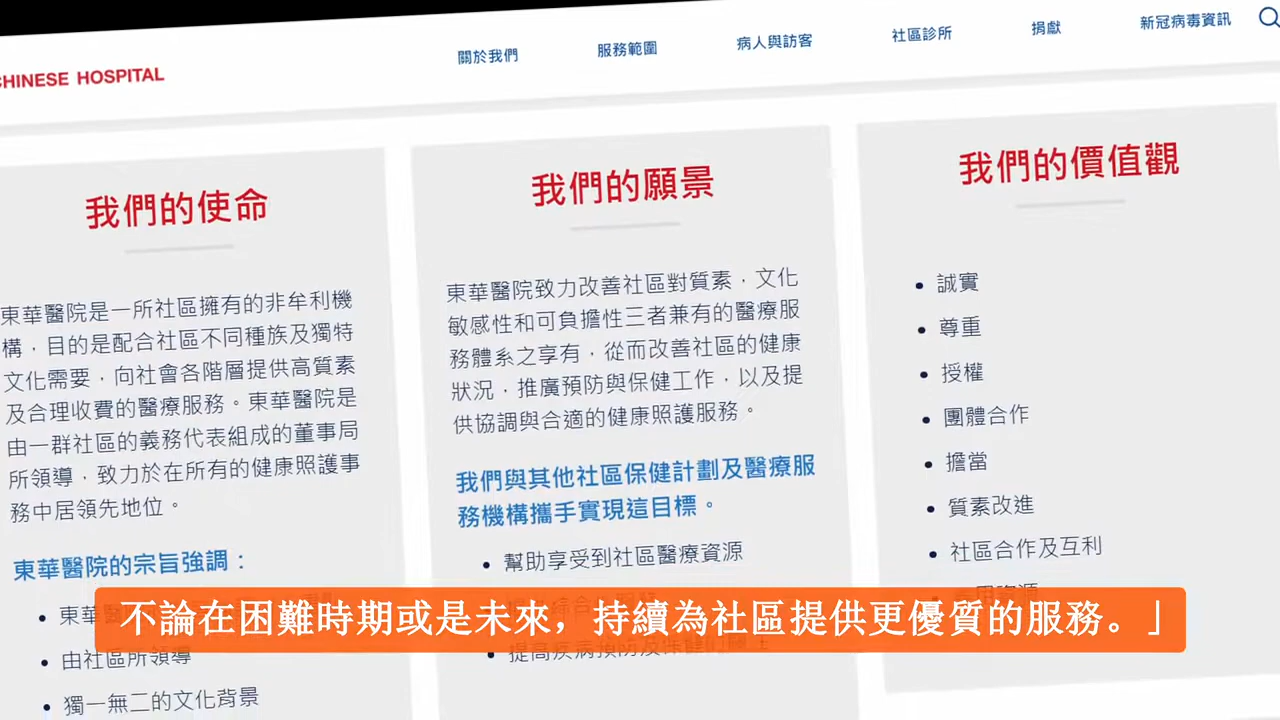 CHINESE HOSPITAL
關於我們
服務範圍
病人與訪客
社區診所
捐獻
新冠病毒資訊
我們的使命
東華醫院是一所社區擁有的非牟利機
構，目的是配合社區不同種族及獨特
文化需要，向社會各階層提供高質素
及合理收費的醫療服務。東華醫院是
由一群社區的義務代表組成的董事局
所領導，致力於在所有的健康照護事
務中居領先地位。
東華醫院的宗旨強調：
東華
由社區所領導
獨一無二的文化背景
我們的願景
東華醫院致力改善社區對質素，文化
敏感性和可負擔性三者兼有的醫療服
務體系之享有，從而改善社區的健康
狀況，推廣預防與保健工作，以及提
供協調與合適的健康照護服務。
我們與其他社區保健計劃及醫療服
務機構攜手實現這目標。
幫助享受到社區醫療資源
提高疾病預防及保健的
我們的價值觀
誠實
尊重
授權
團體合作
擔當
質素改進
社區合作及互利
不論在困難時期或是未來，持續為社區提供更優質的服務。」